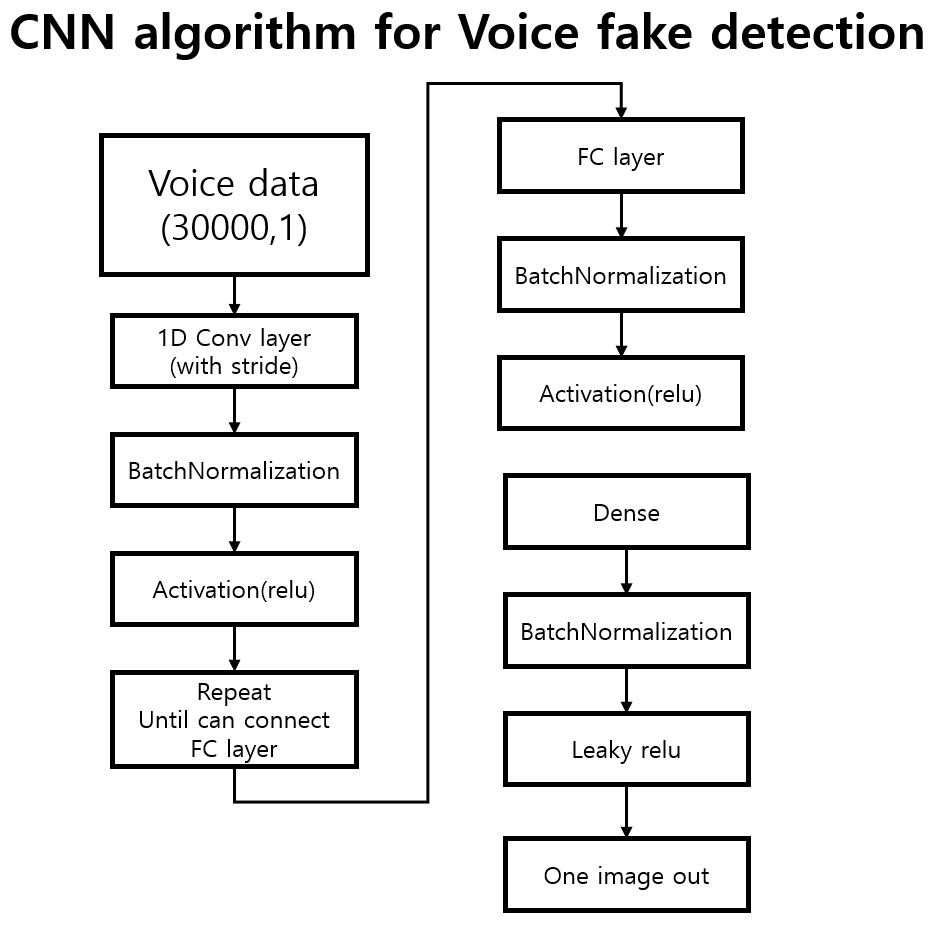 CNN algorithm for Voice fake detection
Voice data
(30000,1)
1D Conv layer
(with stride)
BatchNormalization
Activation(relu)
Repeat
Until can connect
FC layer
FC layer
BatchNormalization
Activation(relu)
Dense
BatchNormalization
Leaky relu
One image out